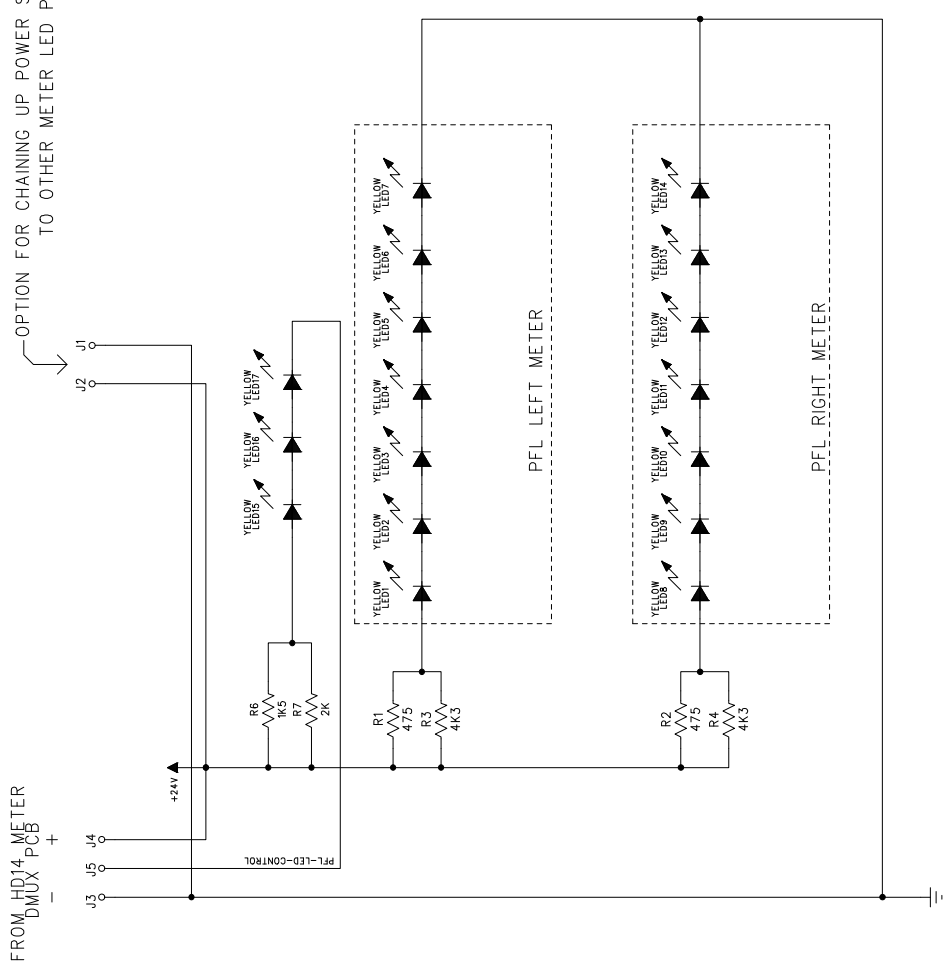 OPTION FOR CHAINING UP POWER S
TO OTHER METER LED P
J1
J2
YELLOW
LED15
YELLOW
LED16
YELLOW
LED17
R6
1K5
R7
2K
YELLOW
LED1
YELLOW
LED2
YELLOW
LED3
YELLOW
LED4
YELLOW
LED5
YELLOW
LED6
YELLOW
LED7
PFL LEFT METER
R1
475
R3
4K3
YELLOW
LED8
YELLOW
LED9
YELLOW
LED10
YELLOW
LED11
YELLOW
LED12
YELLOW
LED13
YELLOW
LED14
PFL RIGHT METER
R2
475
R4
4K3
+24V
FROM HD14 METER
DMUX PCB
- +
J4
J5
J3
PFL-LED-CONTROL